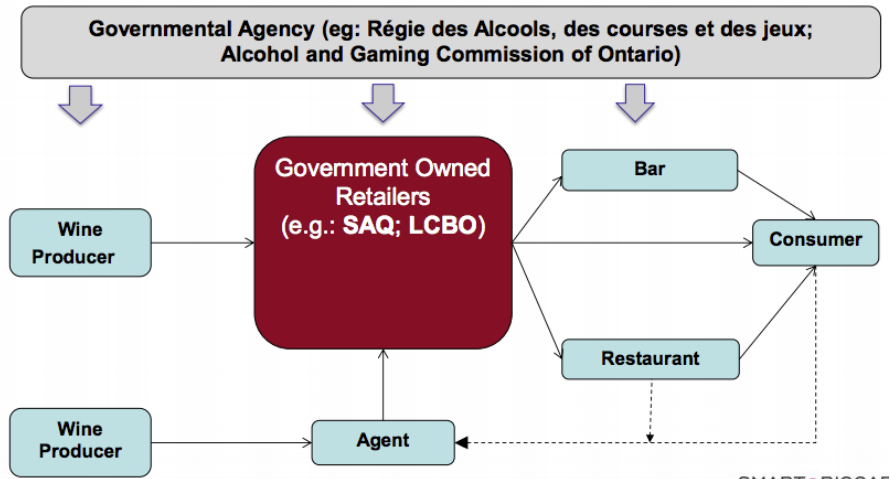 Governmental Agency (eg: Régie des Alcools, des courses et des jeux;
Alcohol and Gaming Commission of Ontario)
Government Owned
Retailers
(e.g.: SAQ; LCBO)
Bar
Wine
Producer
Consumer
Restaurant
Wine
Producer
Agent